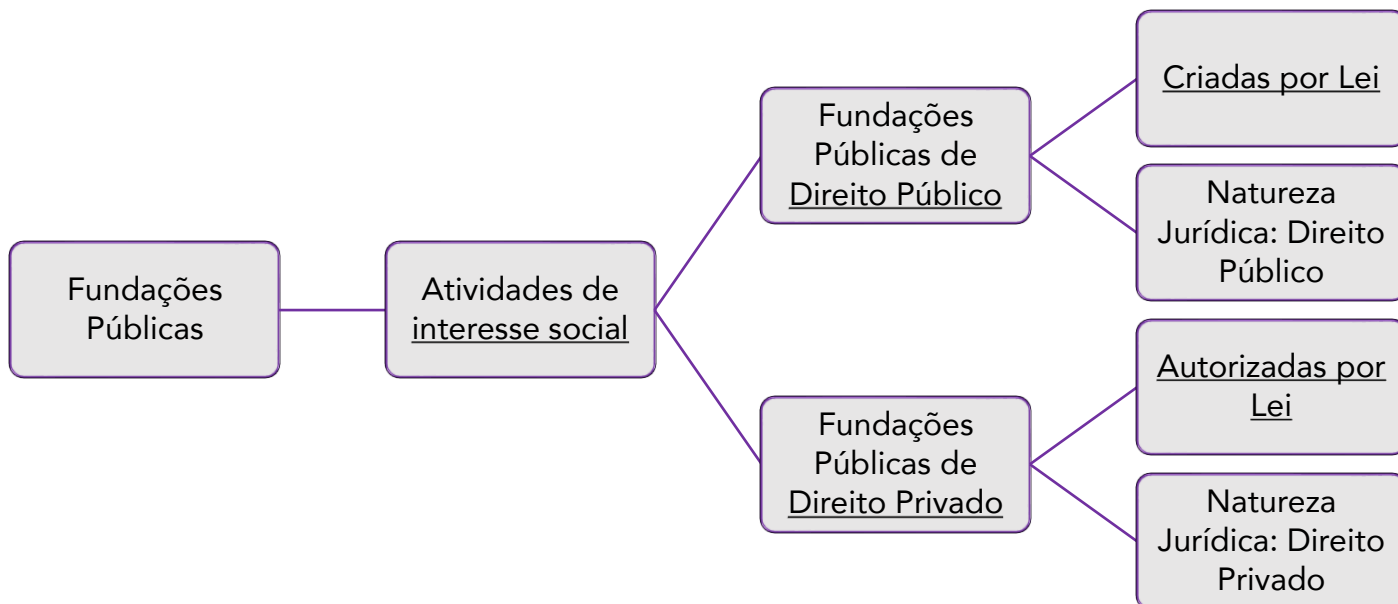 Fundações
Públicas
Atividades de
interesse social
Fundações
Públicas de
Direito Público
Criadas por Lei
Natureza
Jurídica: Direito
Público
Fundações
Públicas de
Direito Privado
Autorizadas por
Lei
Natureza
Jurídica: Direito
Privado